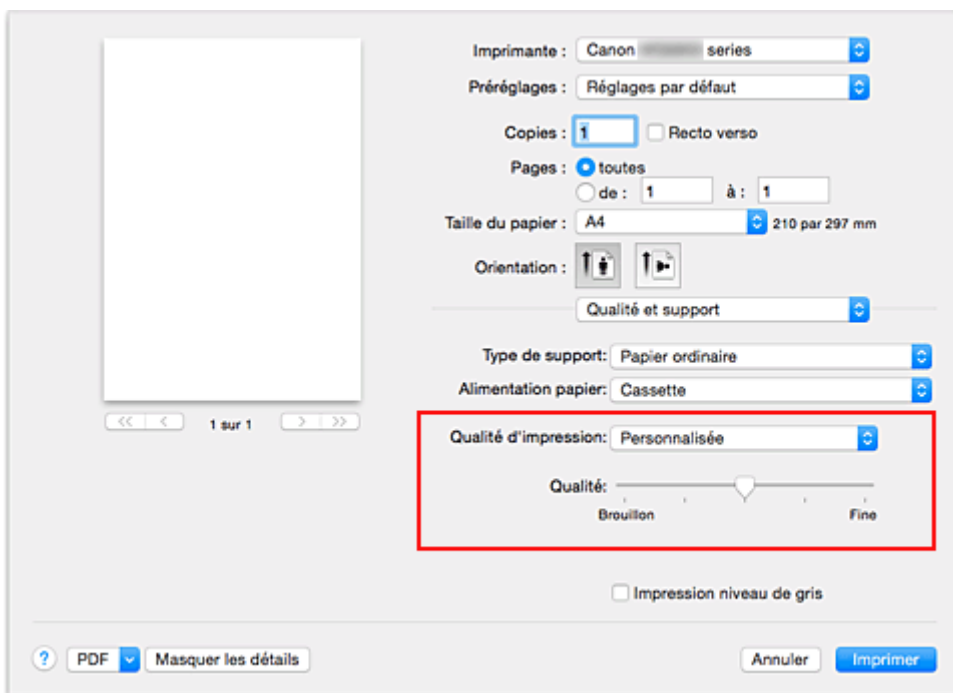 Imprimante : Canon series
Préréglages : Réglages par défaut
Copies : 1 Recto verso
Pages : toutes
de : 1 à : 1
Taille du papier : A4 210 par 297 mm
Orientation :
Qualité et support
Type de support: Papier ordinaire
Alimentation papier: Cassette
<< < 1 sur 1 > >>
Qualité d'impression: Personnalisée
Qualité:
Brouillon Fine
Impression niveau de gris
? PDF Masquer les détails Annuler Imprimer